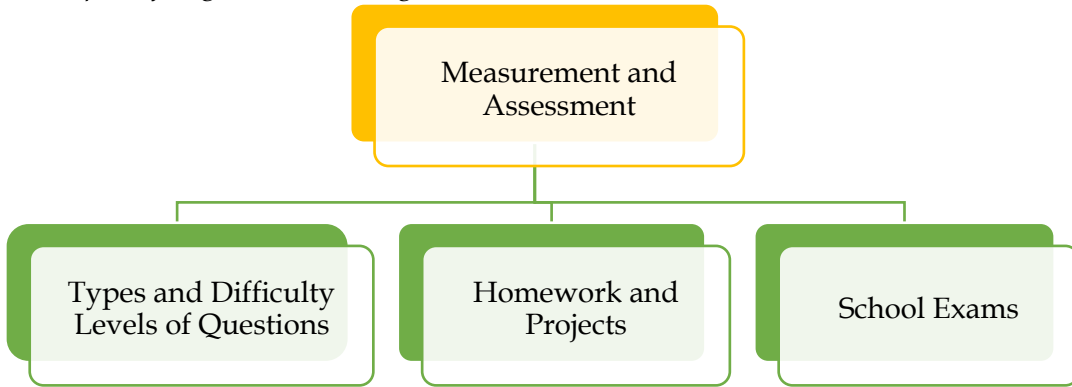 Measurement and
Assessment
Types and Difficulty
Levels of Questions
Homework and
Projects
School Exams